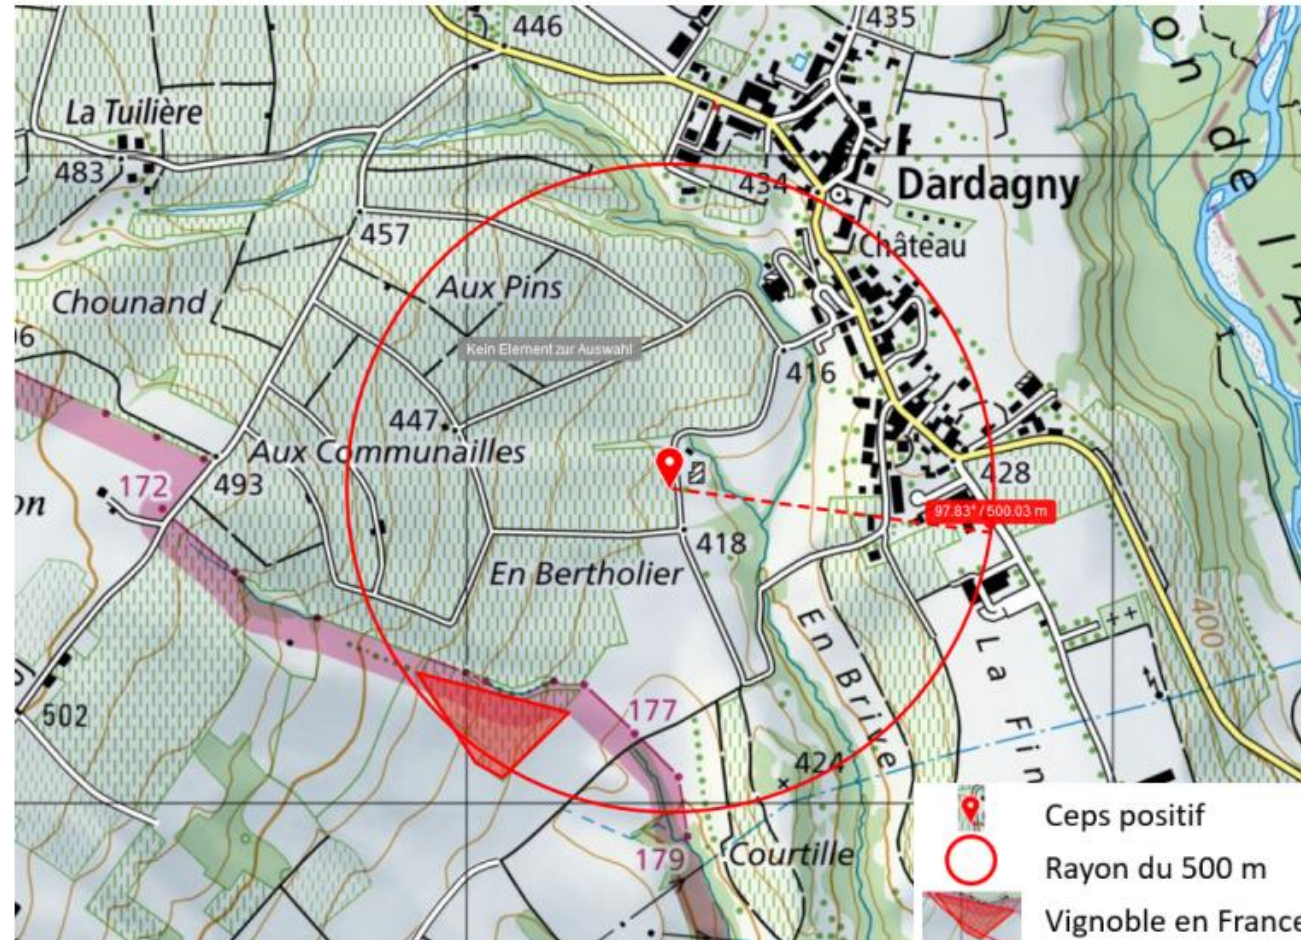 446
435
La Tuilière
483
434
Dardagny
457
Château
Aux Pins
Chounand
Kein Element zur Auswahl
416
447
Aux Communailles
493
428
172
97.83° / 500.03 m
418
En Bertholier
En Brive
La Fin
400
502
177
424
179
Courtille
Ceps positif
Rayon du 500 m
Vignoble en France